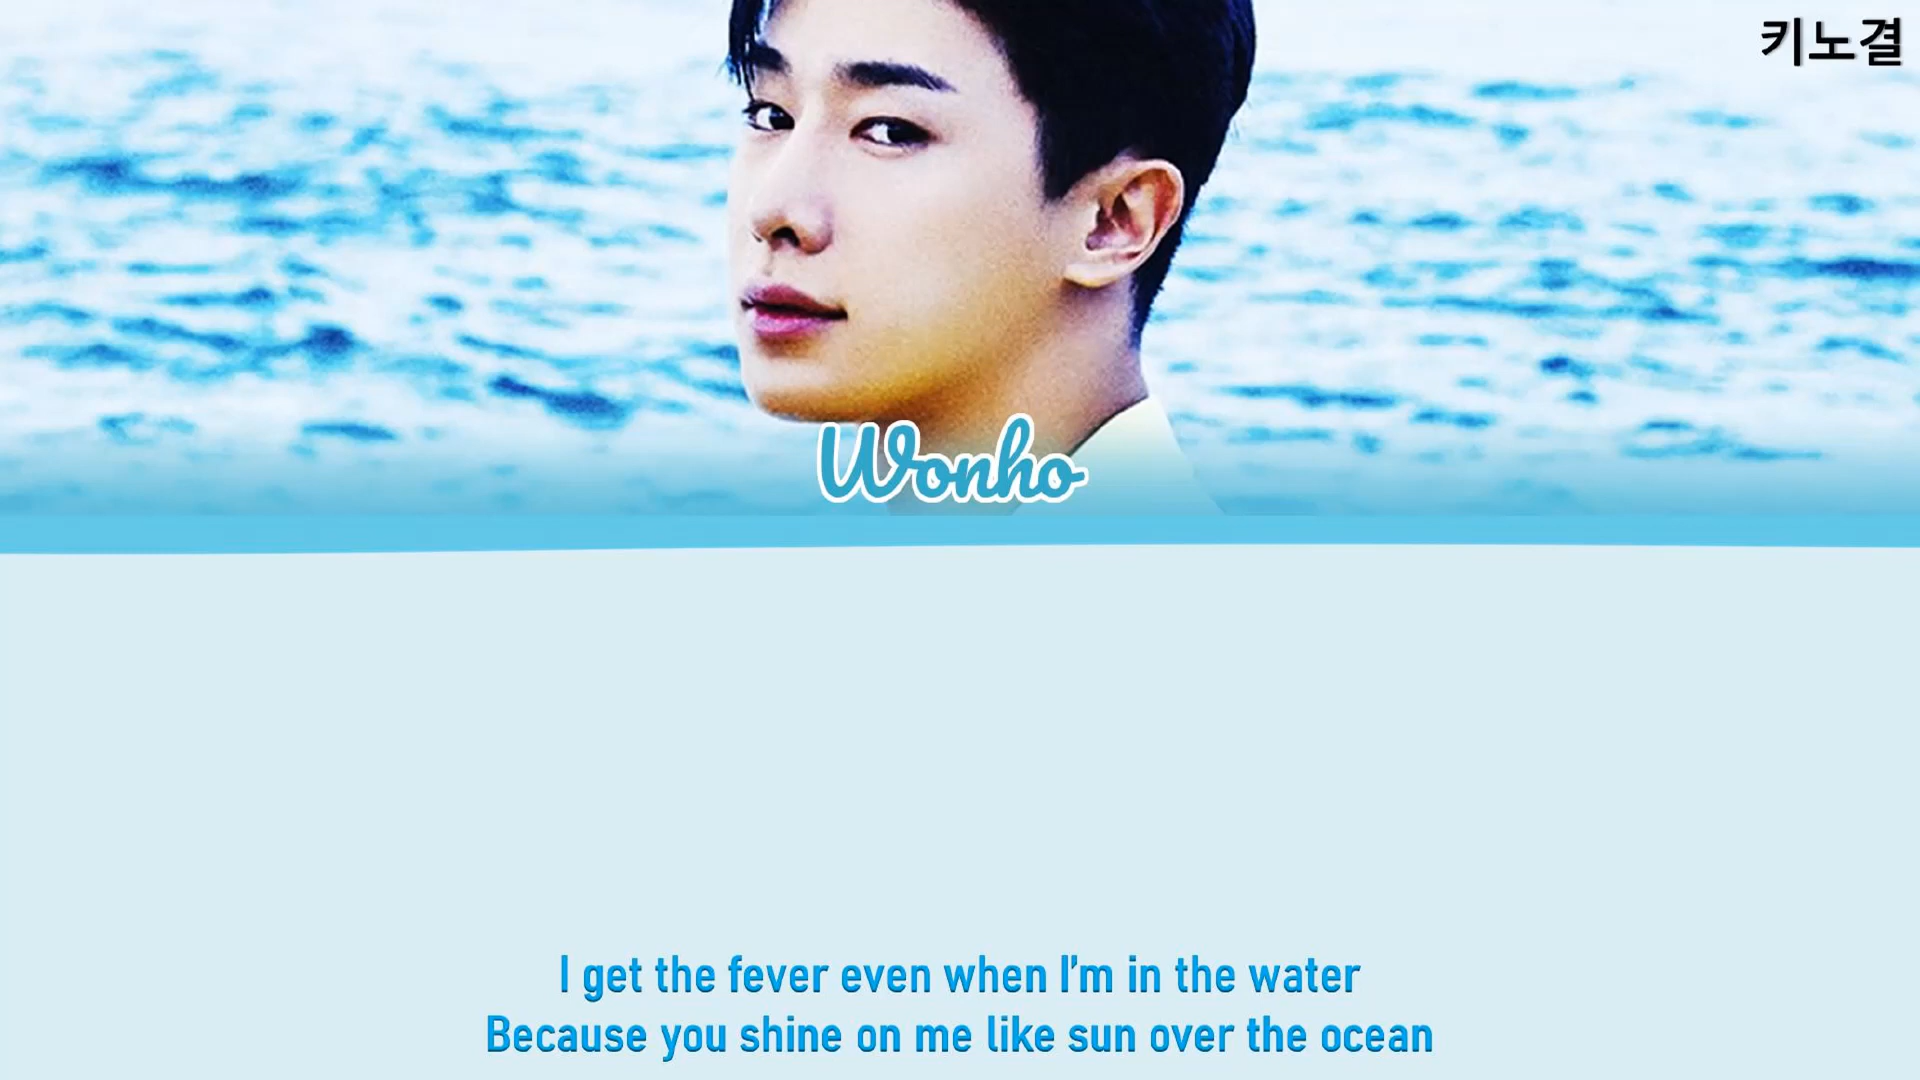 키노결
Wonho
I get the fever even when I'm in the water
Because you shine on me like sun over the ocean